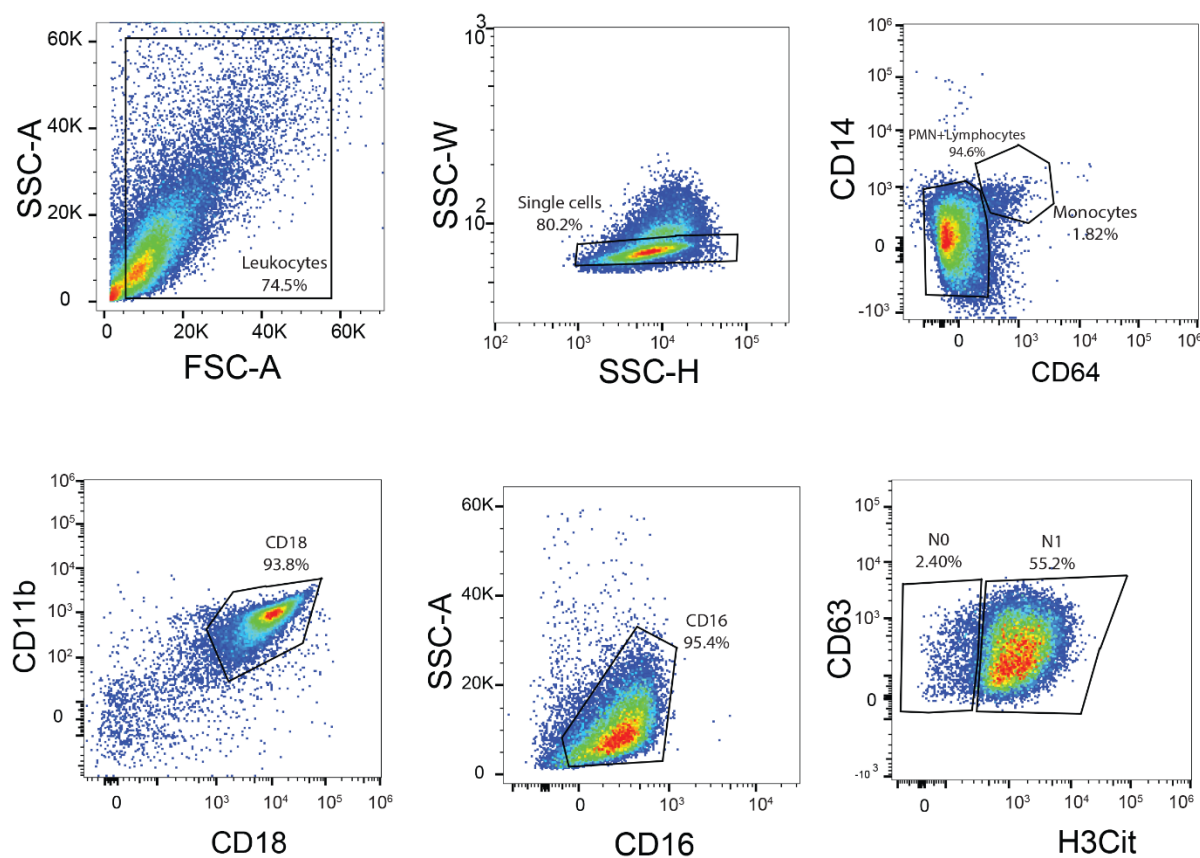 60K
40K
20K
0
SSC-A
Leukocytes
74.5%
0
20K
40K
60K
FSC-A
10³
10²
SSC-W
Single cells
80.2%
10²
10³
10⁴
10⁵
SSC-H
10⁶
10⁵
10⁴
10³
0
-10³
CD14
PMN+Lymphocytes
94.6%
Monocytes
1.82%
0
10³
10⁴
10⁵
10⁶
CD64
10⁶
10⁵
10⁴
10³
10²
0
CD11b
CD18
93.8%
0
10³
10⁴
10⁵
10⁶
CD18
60K
40K
20K
0
SSC-A
CD16
95.4%
0
10³
10⁴
CD16
10⁵
10⁴
10³
0
-10³
CD63
N0
2.40%
N1
55.2%
0
10³
10⁴
10⁵
10⁶
H3Cit